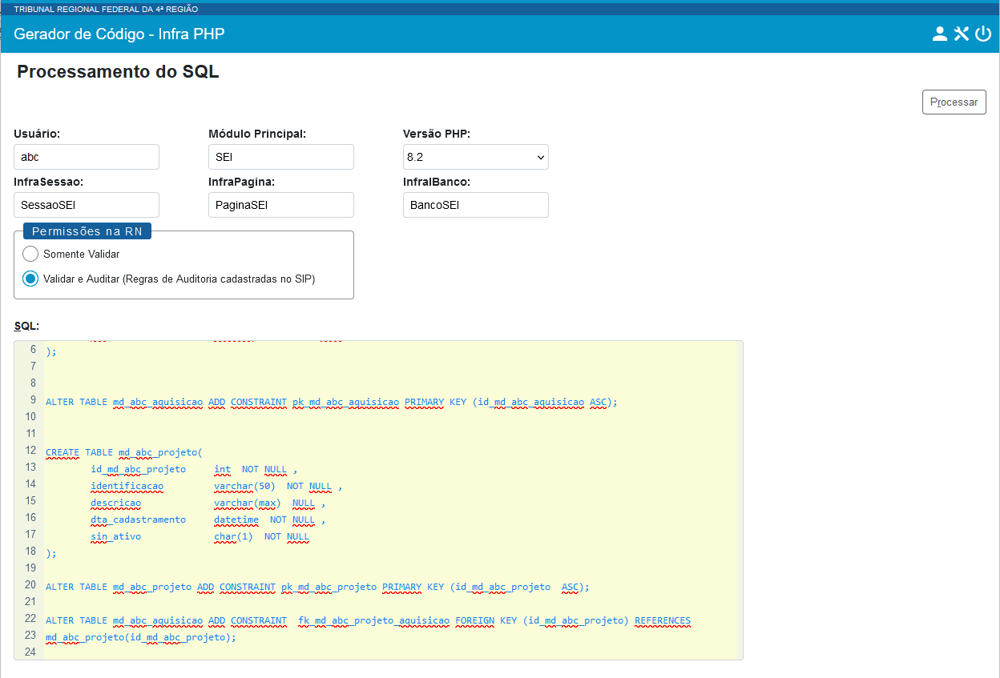 TRIBUNAL REGIONAL FEDERAL DA 4ª REGIÃO
Gerador de Código - Infra PHP
Processamento do SQL
Processar
Usuário: Módulo Principal: Versão PHP:
abc SEI 8.2
InfraSessao: InfraPagina: InfraIBanco:
SessaoSEI PaginaSEI BancoSEI
Permissões na RN
Somente Validar
Validar e Auditar (Regras de Auditoria cadastradas no SIP)
SQL:
6 );
7
8
9 ALTER TABLE md_abc_aquisicao ADD CONSTRAINT pk_md_abc_aquisicao PRIMARY KEY (id_md_abc_aquisicao ASC);
10
11
12 CREATE TABLE md_abc_projeto(
13 id_md_abc_projeto int NOT NULL ,
14 identificacao varchar(50) NOT NULL ,
15 descricao varchar(max) NULL ,
16 dta_cadastramento datetime NOT NULL ,
17 sin_ativo char(1) NOT NULL
18 );
19
20 ALTER TABLE md_abc_projeto ADD CONSTRAINT pk_md_abc_projeto PRIMARY KEY (id_md_abc_projeto ASC);
21
22 ALTER TABLE md_abc_aquisicao ADD CONSTRAINT fk_md_abc_projeto_aquisicao FOREIGN KEY (id_md_abc_projeto) REFERENCES
23 md_abc_projeto(id_md_abc_projeto);
24